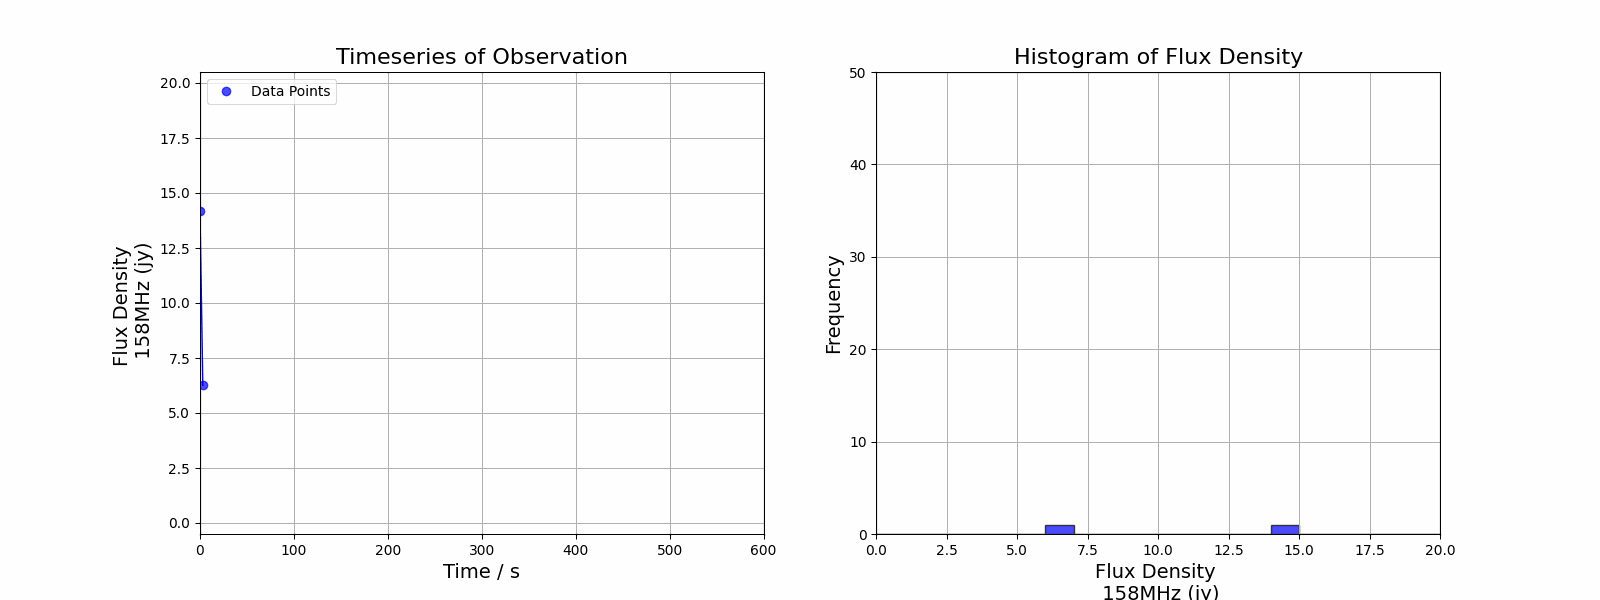 Timeseries of Observation
Data Points
20.0
17.5
15.0
12.5
10.0
7.5
5.0
2.5
0.0
Flux Density
158MHz (jy)
0 100 200 300 400 500 600
Time / s
Histogram of Flux Density
50
40
30
20
10
0
Frequency
0.0 2.5 5.0 7.5 10.0 12.5 15.0 17.5 20.0
Flux Density
158MHz (jy)